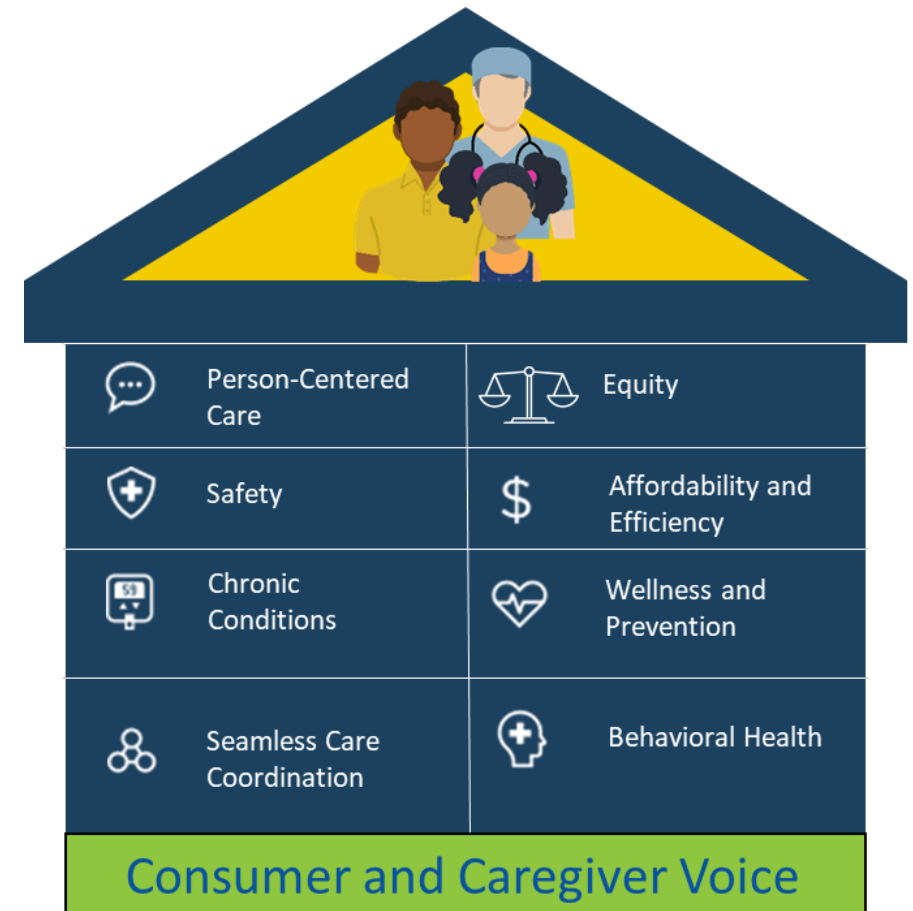 Person-Centered
Care
Equity
Safety
Affordability and
Efficiency
59
Chronic
Conditions
Wellness and
Prevention
Seamless Care
Coordination
Behavioral Health
Consumer and Caregiver Voice